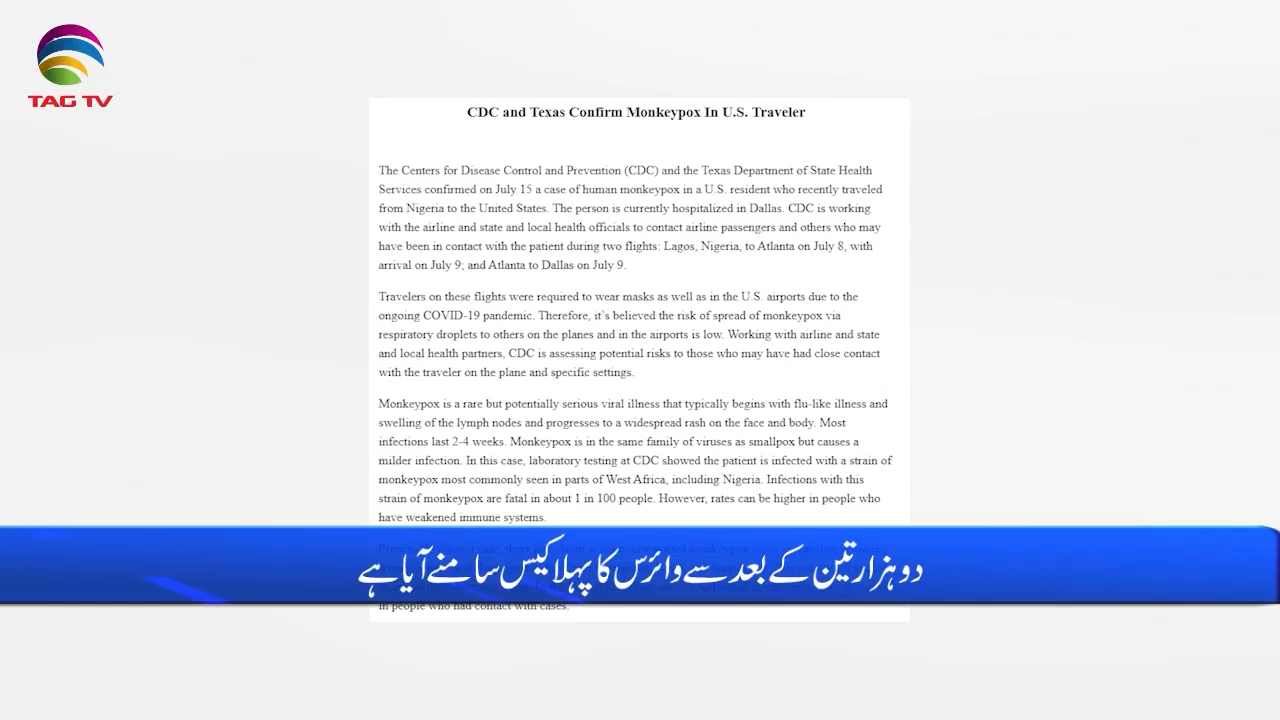 TAG TV
CDC and Texas Confirm Monkeypox In U.S. Traveler
The Centers for Disease Control and Prevention (CDC) and the Texas Department of State Health
Services confirmed on July 15 a case of human monkeypox in a U.S. resident who recently traveled
from Nigeria to the United States. The person is currently hospitalized in Dallas. CDC is working
with the airline and state and local health officials to contact airline passengers and others who may
have been in contact with the patient during two flights: Lagos, Nigeria, to Atlanta on July 8, with
arrival on July 9; and Atlanta to Dallas on July 9.
Travelers on these flights were required to wear masks as well as in the U.S. airports due to the
ongoing COVID-19 pandemic. Therefore, it's believed the risk of spread of monkeypox via
respiratory droplets to others on the planes and in the airports is low. Working with airline and state
and local health partners, CDC is assessing potential risks to those who may have had close contact
with the traveler on the plane and specific settings.
Monkeypox is a rare but potentially serious viral illness that typically begins with flu-like illness and
swelling of the lymph nodes and progresses to a widespread rash on the face and body. Most
infections last 2-4 weeks. Monkeypox is in the same family of viruses as smallpox but causes a
milder infection. In this case, laboratory testing at CDC showed the patient is infected with a strain of
monkeypox most commonly seen in parts of West Africa, including Nigeria. Infections with this
strain of monkeypox are fatal in about 1 in 100 people. However, rates can be higher in people who
have weakened immune systems.
دو ہزار تین کے بعد سے وائرس کا پہلا کیس سامنے آیا ہے
in people who had contact with cases.